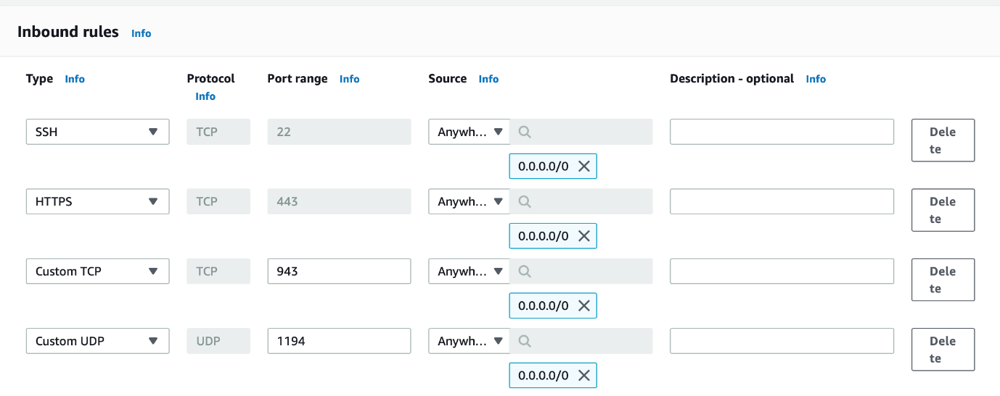 Inbound rules Info
Type Info Protocol Port range Info Source Info Description - optional Info
Info
SSH TCP 22 Anywh... Dele
te
0.0.0.0/0
HTTPS TCP 443 Anywh... Dele
te
0.0.0.0/0
Custom TCP TCP 943 Anywh... Dele
te
0.0.0.0/0
Custom UDP UDP 1194 Anywh... Dele
te
0.0.0.0/0